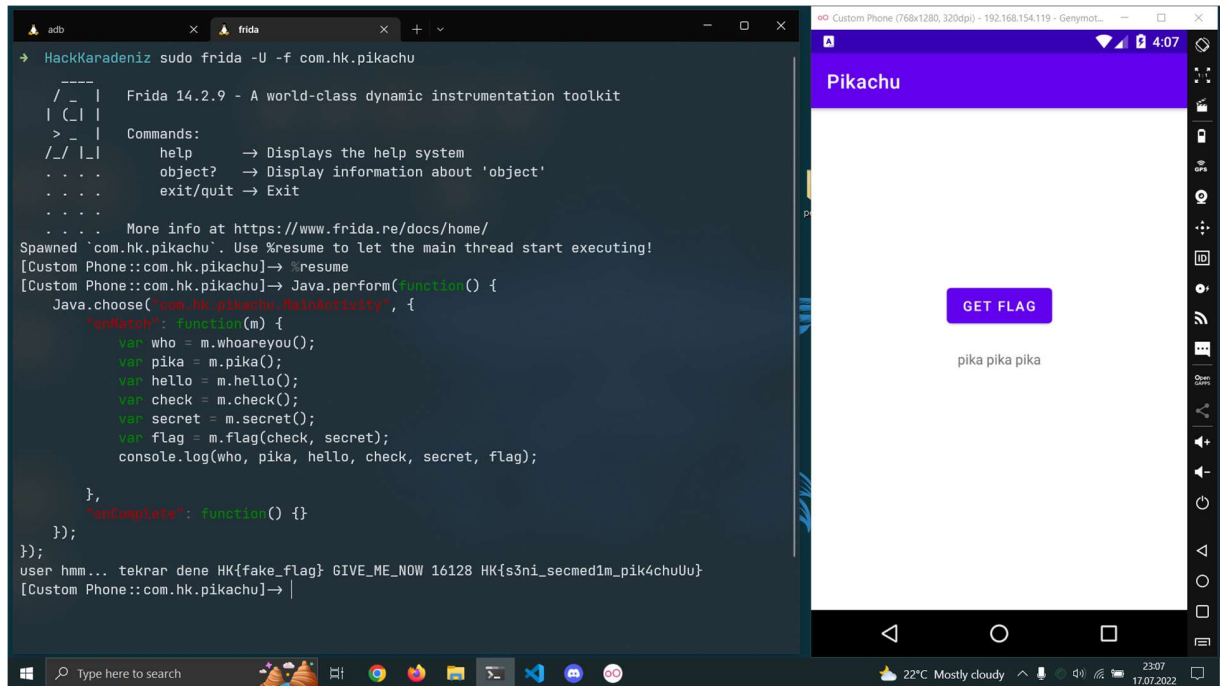 adb
frida
→ HackKaradeniz sudo frida -U -f com.hk.pikachu
Frida 14.2.9 - A world-class dynamic instrumentation toolkit
Commands:
help → Displays the help system
object? → Display information about 'object'
exit/quit → Exit
More info at https://www.frida.re/docs/home/
Spawned `com.hk.pikachu`. Use %resume to let the main thread start executing!
[Custom Phone::com.hk.pikachu]→ %resume
[Custom Phone::com.hk.pikachu]→ Java.perform(function() {
Java.choose("com.hk.pikachu.MainActivity", {
"onMatch": function(m) {
var who = m.whoareyou();
var pika = m.pika();
var hello = m.hello();
var check = m.check();
var secret = m.secret();
var flag = m.flag(check, secret);
console.log(who, pika, hello, check, secret, flag);
},
"onComplete": function() {}
});
});
user hmm... tekrar dene HK{fake_flag} GIVE_ME_NOW 16128 HK{s3ni_secmed1m_pik4chuUu}
[Custom Phone::com.hk.pikachu]→
Custom Phone (768x1280, 320dpi) - 192.168.154.119 - Genymot...
A
4:07
Pikachu
GET FLAG
pika pika pika
1:1
GPS
ID
Open
GAPPS
Type here to search
22°C Mostly cloudy
23:07
17.07.2022